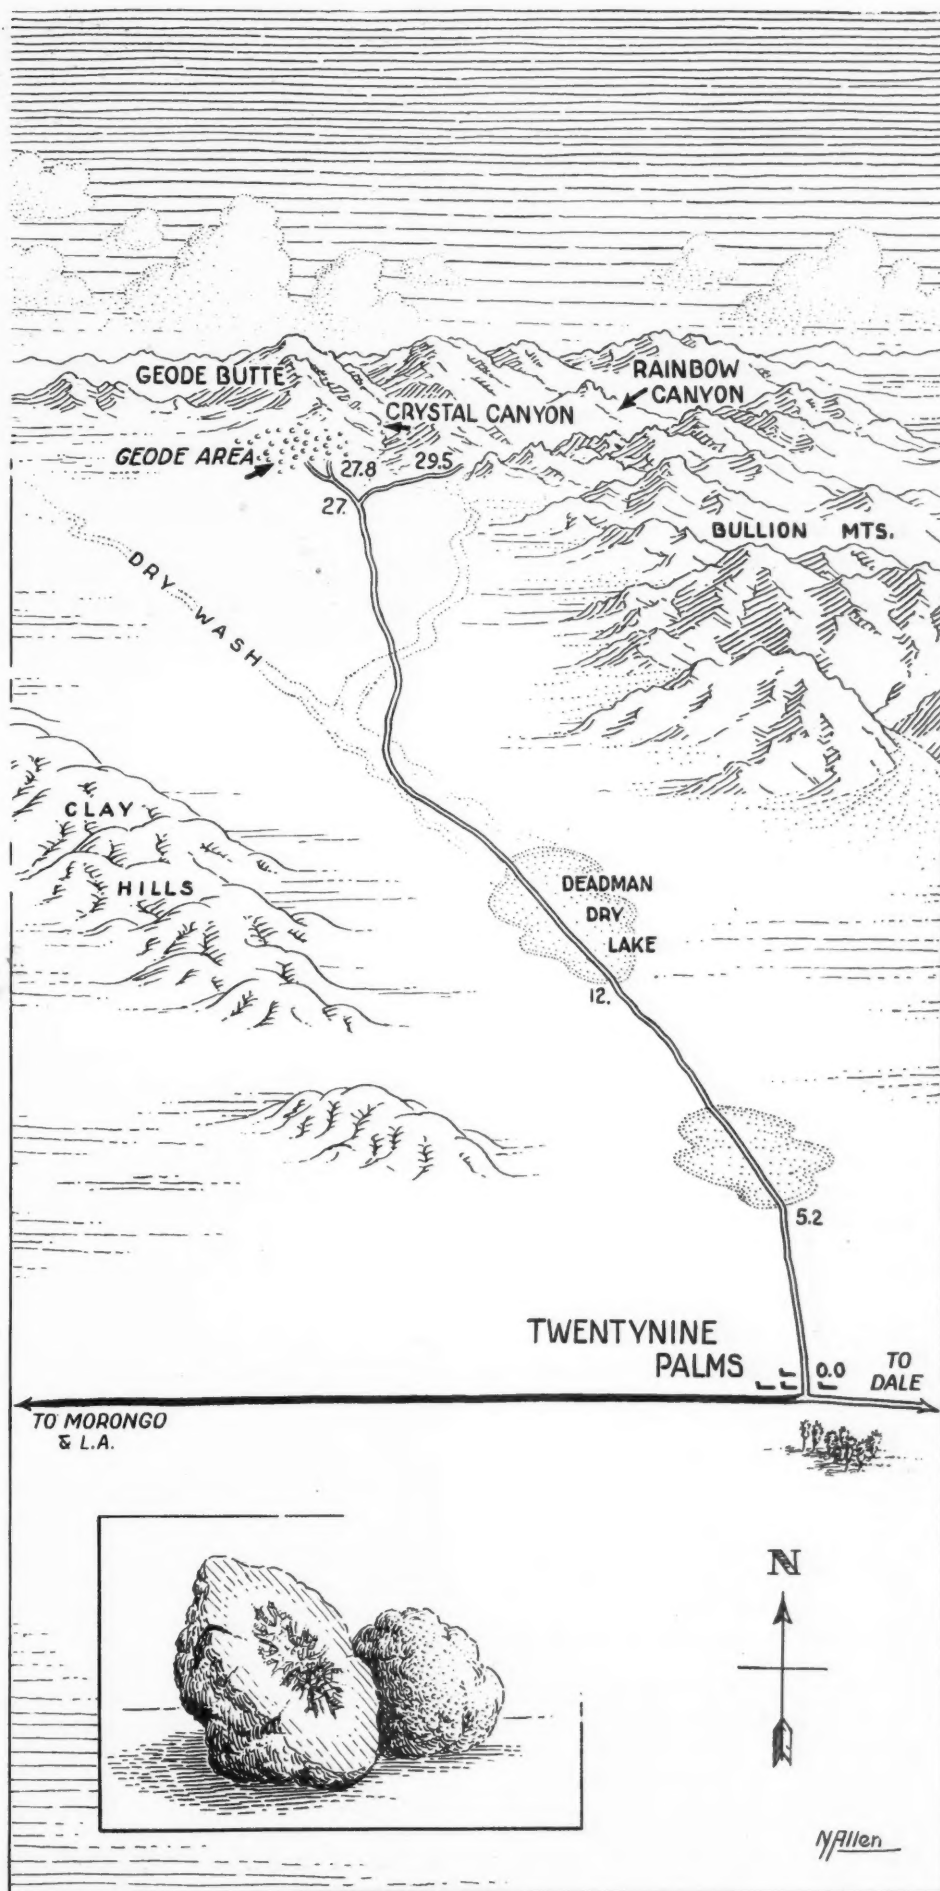 GEODE BUTTE
RAINBOW
CANYON
CRYSTAL CANYON
GEODE AREA
27.8
29.5
27.
BULLION MTS.
DRY WASH
CLAY
HILLS
DEADMAN
DRY
LAKE
12.
5.2
TWENTYNINE
PALMS
0.0
TO
DALE
TO MORONGO
& L.A.
N
N Allen